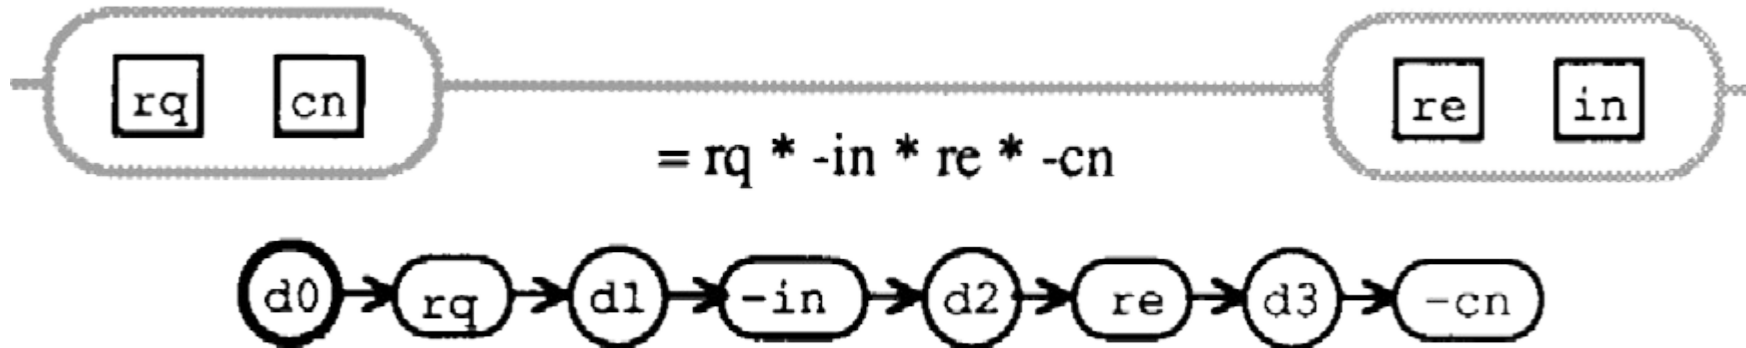 rq cn re in
= rq * -in * re * -cn
d0 rq d1 -in d2 re d3 -cn